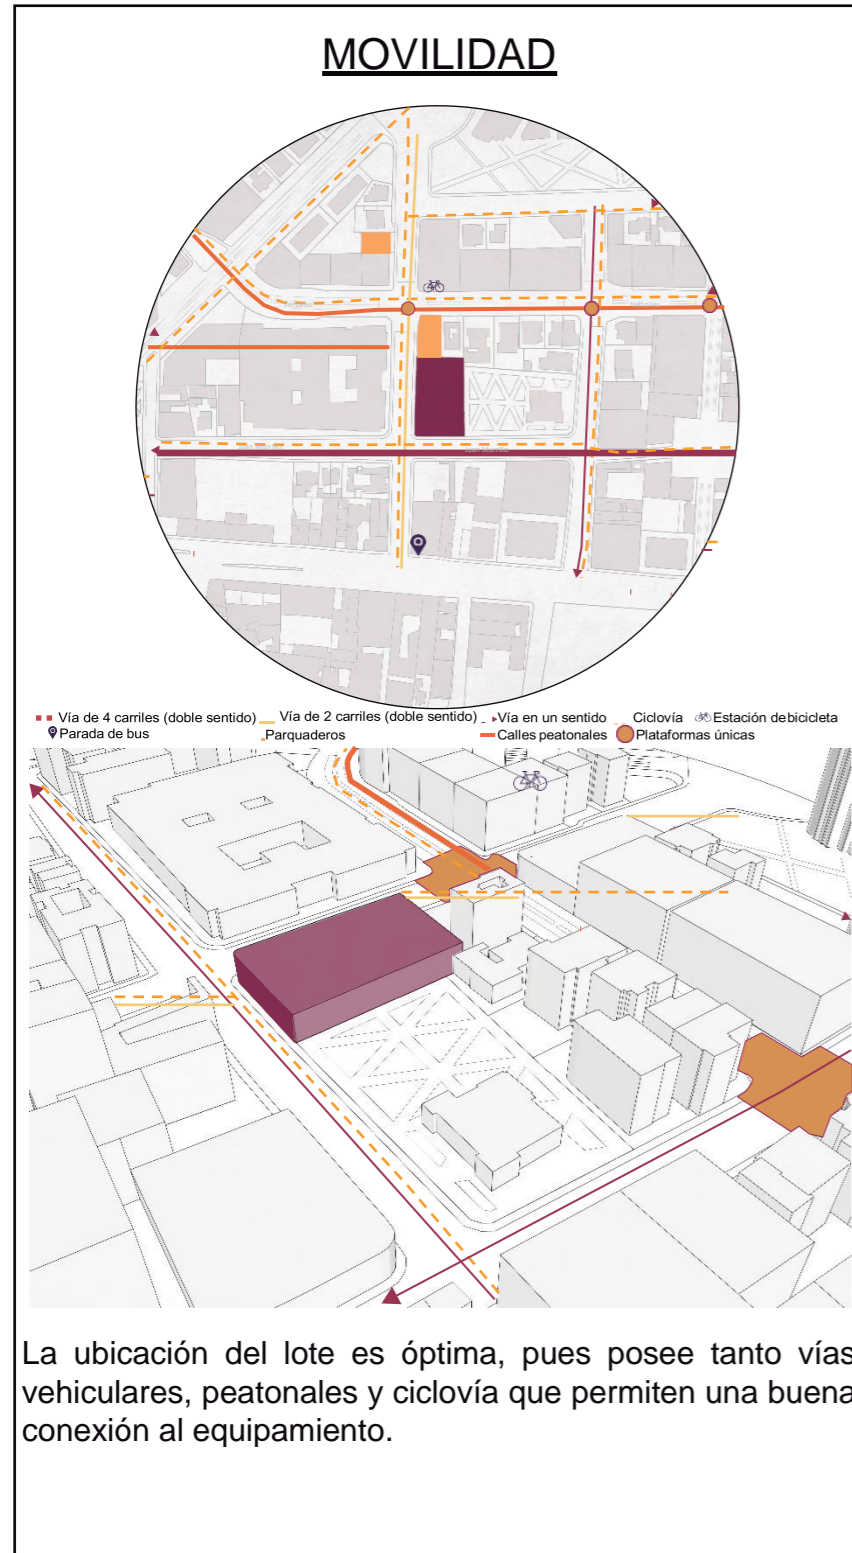 MOVILIDAD
Vía de 4 carriles (doble sentido) Vía de 2 carriles (doble sentido) Vía en un sentido Ciclovía Estación debicicleta
Parada de bus Parquaderos Calles peatonales Plataformas únicas
La ubicación del lote es óptima, pues posee tanto vías
vehiculares, peatonales y ciclovía que permiten una buena
conexión al equipamiento.